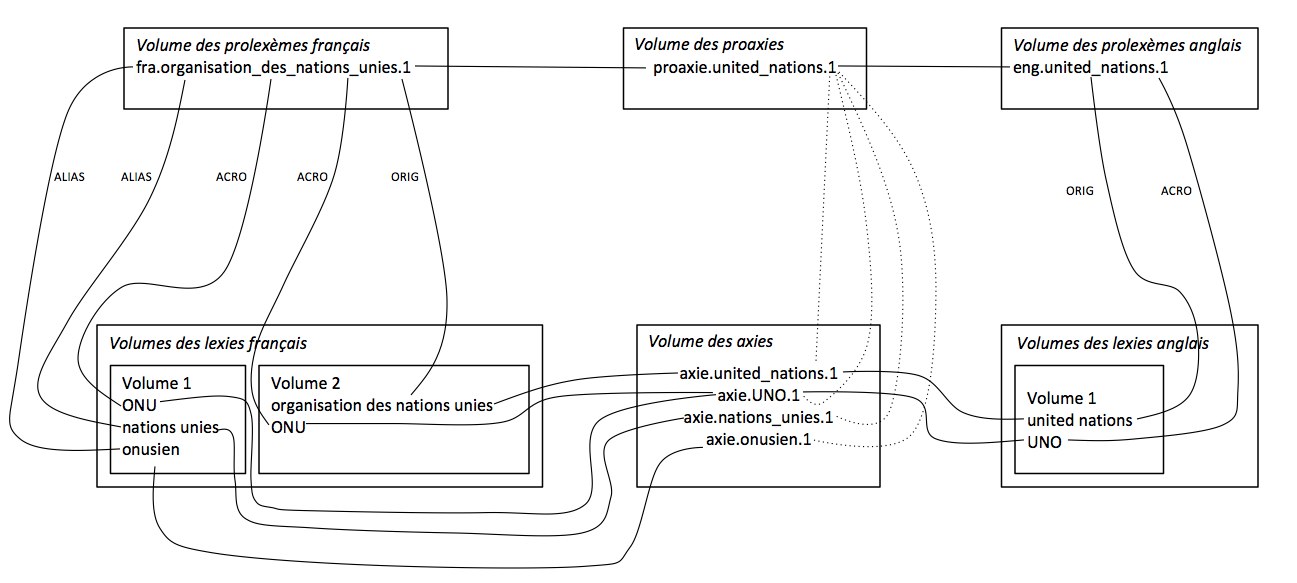 Volume des prolexèmes français
fra.organisation_des_nations_unies.1
Volume des proaxies
proaxie.united_nations.1
Volume des prolexèmes anglais
eng.united_nations.1
ALIAS
ALIAS
ACRO
ACRO
ORIG
ORIG
ACRO
Volumes des lexies français
Volume 1
ONU
nations unies
onusien
Volume 2
organisation des nations unies
ONU
Volume des axies
axie.united_nations.1
axie.UNO.1
axie.nations_unies.1
axie.onusien.1
Volumes des lexies anglais
Volume 1
united nations
UNO